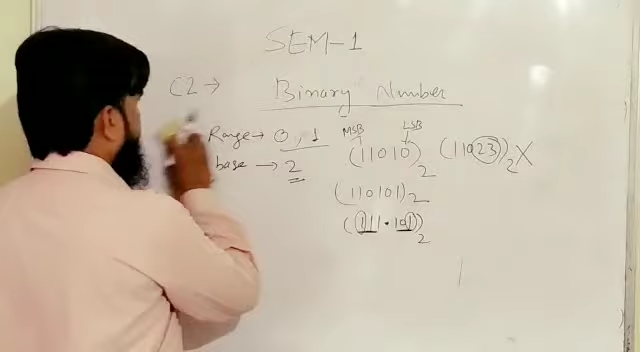 SEM-1
C2 → Binary Number
Range → 0, 1
MSB LSB
base → 2 (11010)₂ (11023)₂ X
(110101)₂
(111.101)₂